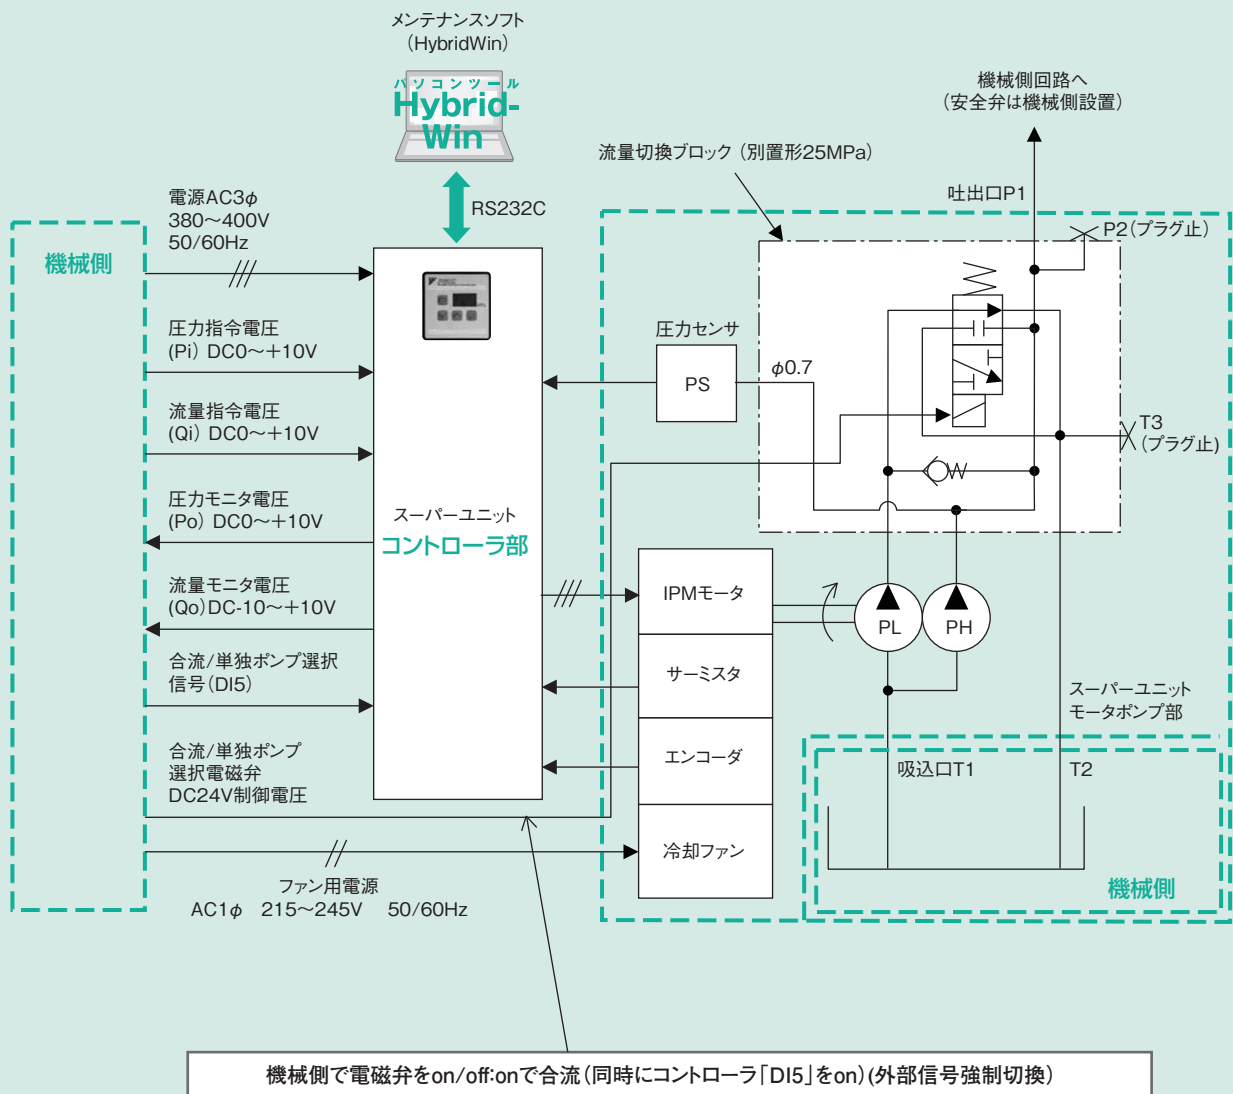 メンテナンスソフト
(HybridWin)
パソコンツール
Hybrid-
Win
RS232C
機械側回路へ
(安全弁は機械側設置)
流量切換ブロック (別置形25MPa)
吐出口P1
P2(プラグ止)
機械側
電源AC3φ
380～400V
50/60Hz
圧力指令電圧
(Pi) DC0～+10V
流量指令電圧
(Qi) DC0～+10V
圧力モニタ電圧
(Po) DC0～+10V
流量モニタ電圧
(Qo)DC-10～+10V
合流/単独ポンプ選択
信号(DI5)
合流/単独ポンプ
選択電磁弁
DC24V制御電圧
ファン用電源
AC1φ 215～245V 50/60Hz
スーパーユニット
コントローラ部
圧力センサ
PS
φ0.7
T3
(プラグ止)
IPMモータ
サーミスタ
エンコーダ
冷却ファン
PL
PH
スーパーユニット
モータポンプ部
吸込口T1
T2
機械側
機械側で電磁弁をon/off:onで合流(同時にコントローラ「DI5」をon)(外部信号強制切換)